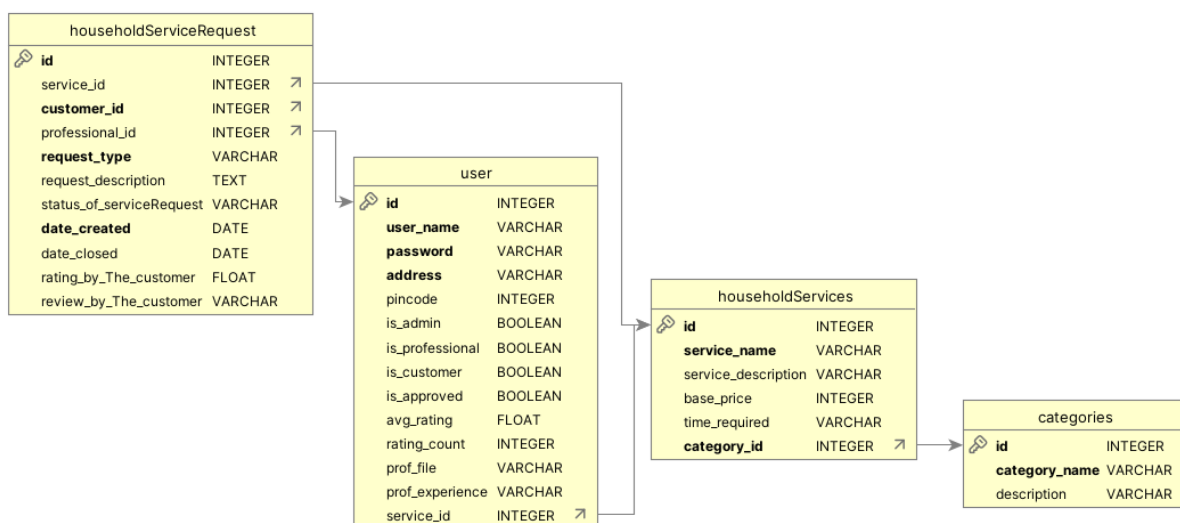 householdServiceRequest
id INTEGER
service_id INTEGER
customer_id INTEGER
professional_id INTEGER
request_type VARCHAR
request_description TEXT
status_of_serviceRequest VARCHAR
date_created DATE
date_closed DATE
rating_by_The_customer FLOAT
review_by_The_customer VARCHAR
user
id INTEGER
user_name VARCHAR
password VARCHAR
address VARCHAR
pincode INTEGER
is_admin BOOLEAN
is_professional BOOLEAN
is_customer BOOLEAN
is_approved BOOLEAN
avg_rating FLOAT
rating_count INTEGER
prof_file VARCHAR
prof_experience VARCHAR
service_id INTEGER
householdServices
id INTEGER
service_name VARCHAR
service_description VARCHAR
base_price INTEGER
time_required VARCHAR
category_id INTEGER
categories
id INTEGER
category_name VARCHAR
description VARCHAR